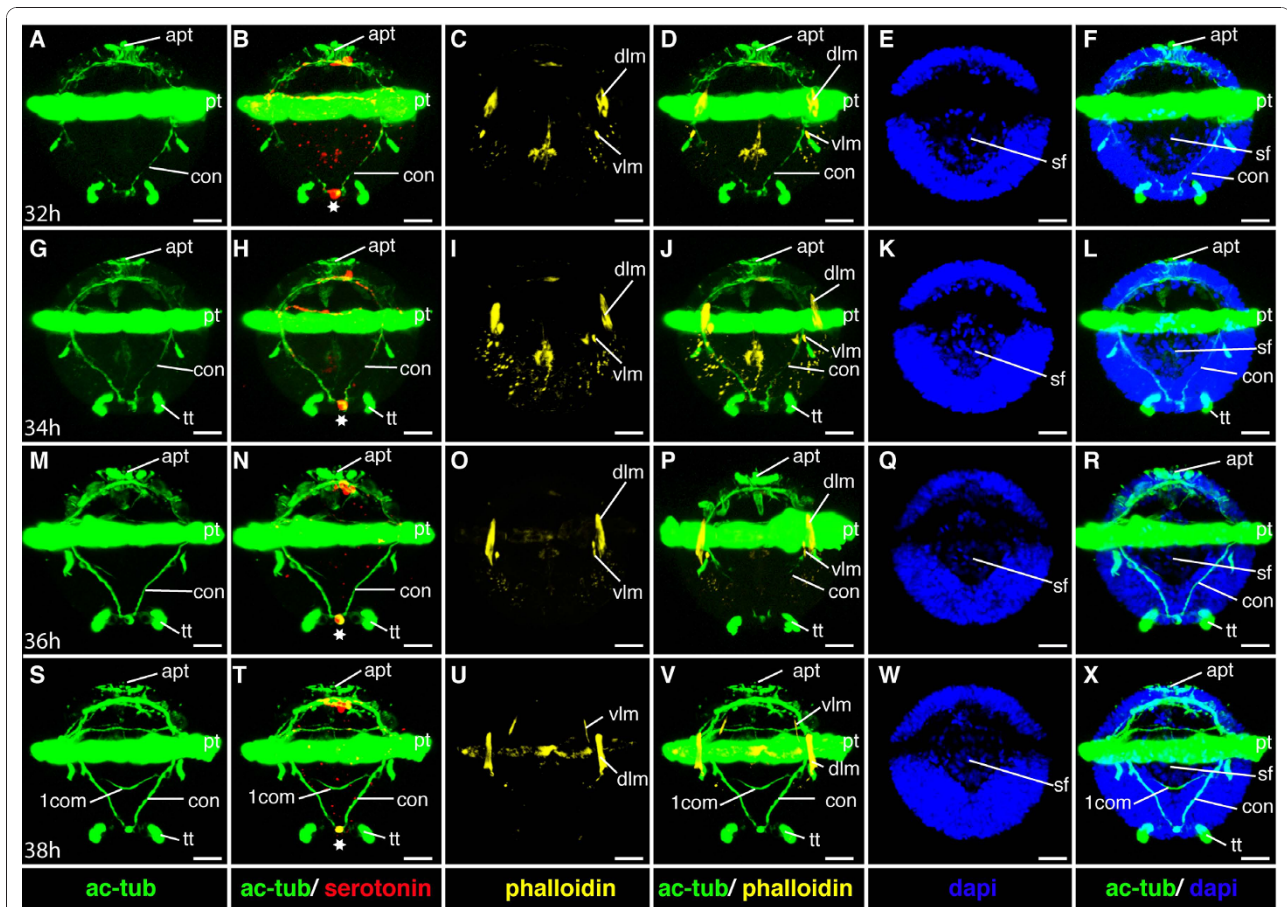 A apt pt con 32h
B apt pt con
C dlm vlm
D apt dlm pt vlm con
E sf
F apt pt sf con
G apt pt con tt 34h
H apt pt con tt
I dlm vlm
J apt dlm pt vlm con tt
K sf
L apt pt sf con tt
M apt pt con tt 36h
N apt pt con tt
O dlm vlm
P apt dlm pt vlm con tt
Q sf
R apt pt sf con tt
S apt pt 1com con tt 38h
T apt pt 1com con tt
U vlm dlm
V apt vlm pt dlm 1com con tt
W sf
X apt pt sf 1com con tt
ac-tub
ac-tub/ serotonin
phalloidin
ac-tub/ phalloidin
dapi
ac-tub/ dapi